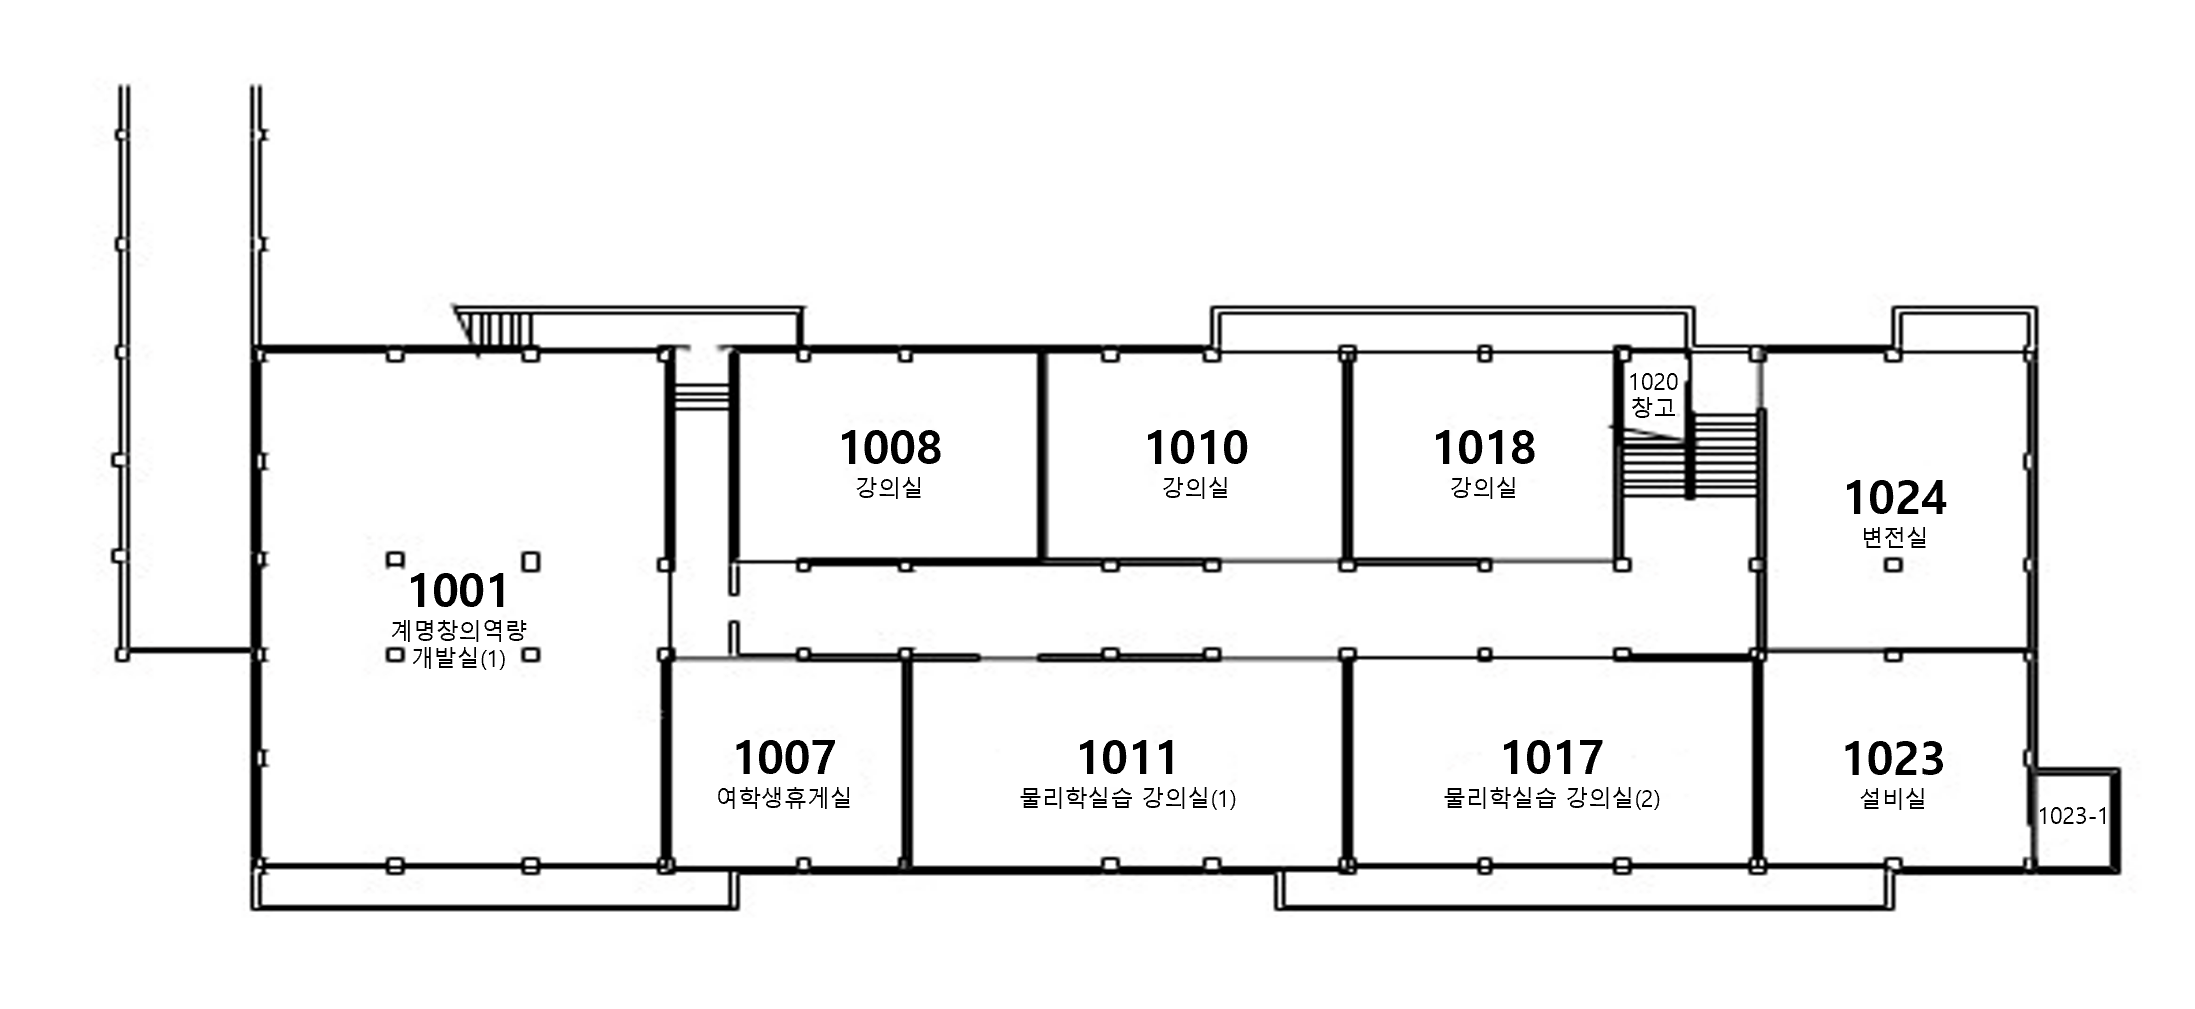 1020
창고
1008
강의실
1010
강의실
1018
강의실
1024
변전실
1001
계명창의역량
개발실(1)
1007
여학생휴게실
1011
물리학실습 강의실(1)
1017
물리학실습 강의실(2)
1023
설비실
1023-1